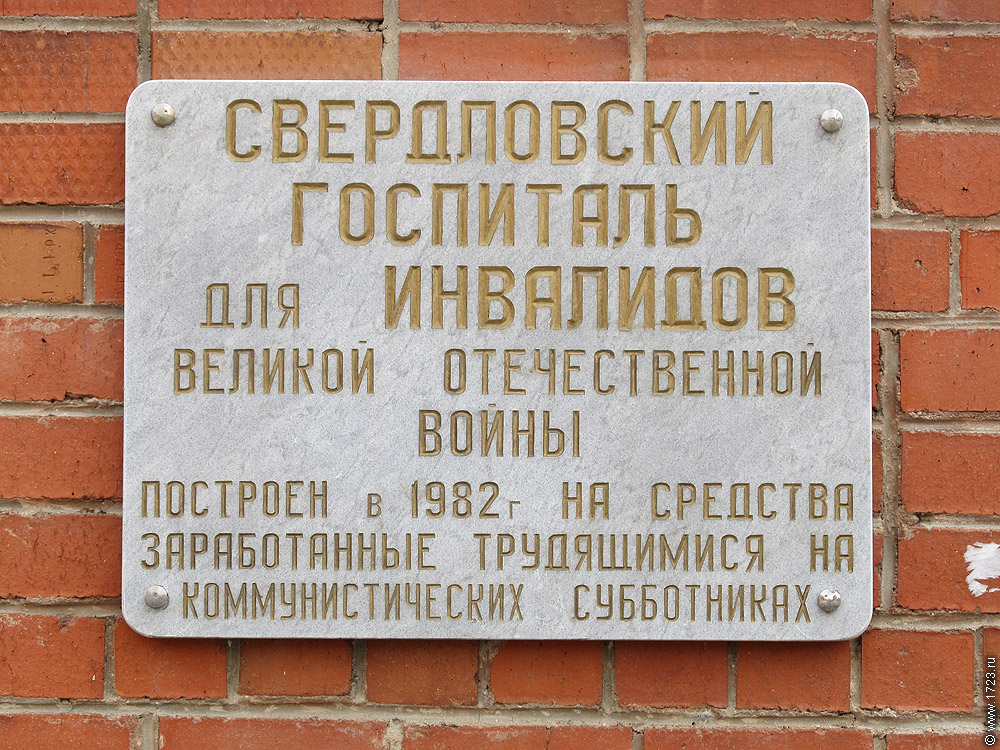 СВЕРДЛОВСКИЙ
ГОСПИТАЛЬ
ДЛЯ ИНВАЛИДОВ
ВЕЛИКОЙ ОТЕЧЕСТВЕННОЙ
ВОЙНЫ
ПОСТРОЕН в 1982г НА СРЕДСТВА
ЗАРАБОТАННЫЕ ТРУДЯЩИМИСЯ НА
КОММУНИСТИЧЕСКИХ СУББОТНИКАХ
© www.1723.ru